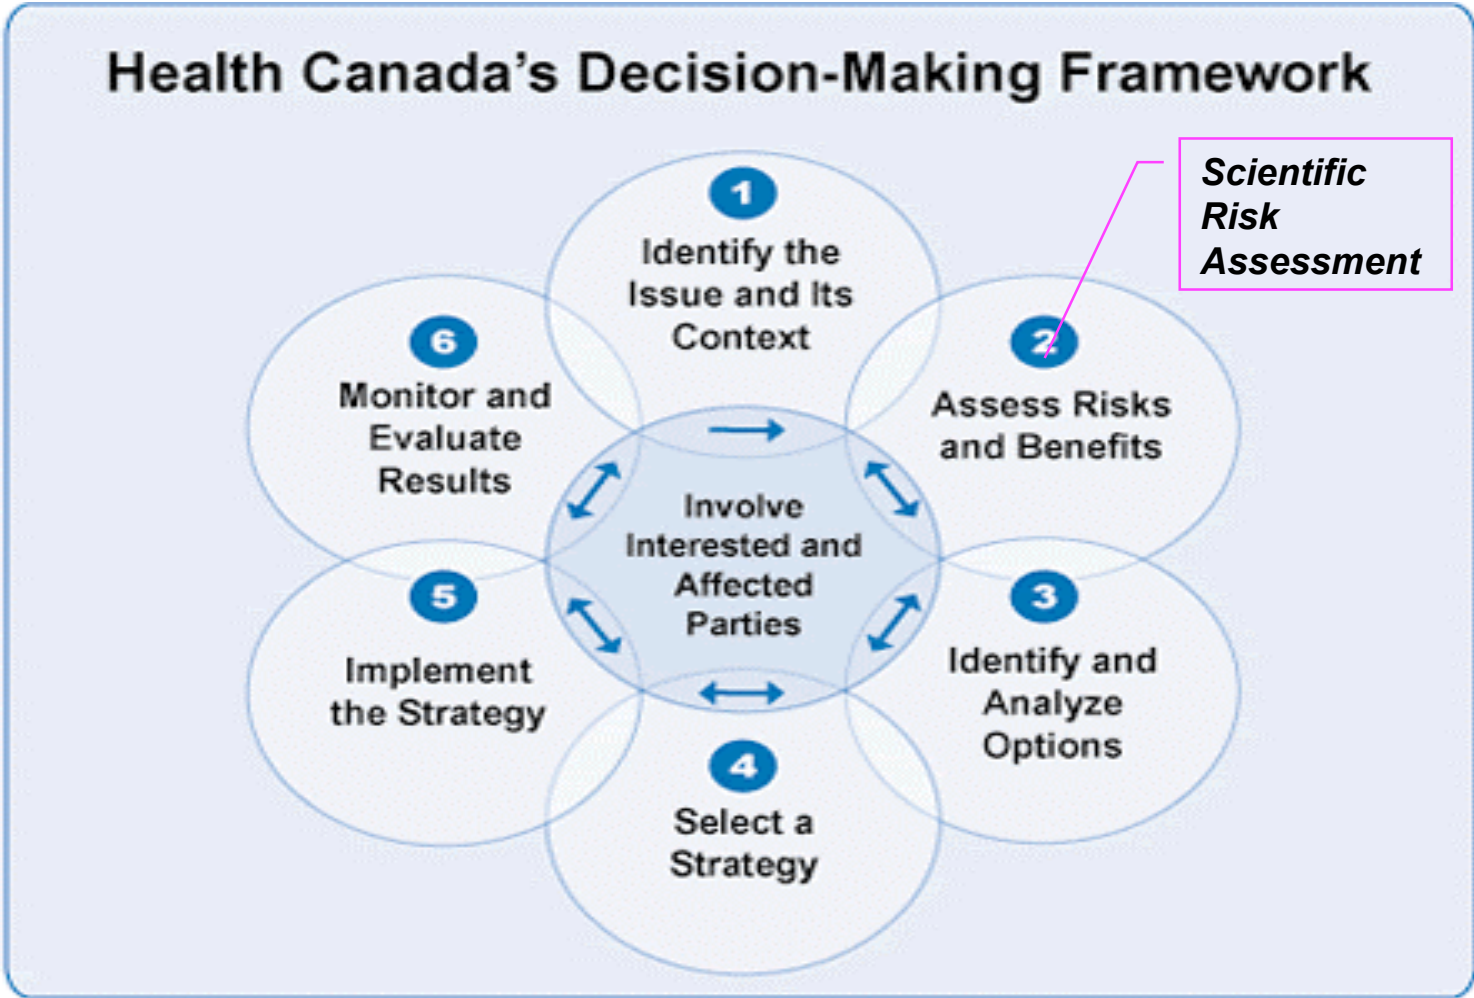 Health Canada's Decision-Making Framework
Scientific
Risk
Assessment
1
Identify the
Issue and Its
Context
2
Assess Risks
and Benefits
3
Identify and
Analyze
Options
4
Select a
Strategy
5
Implement
the Strategy
6
Monitor and
Evaluate
Results
Involve
Interested and
Affected
Parties